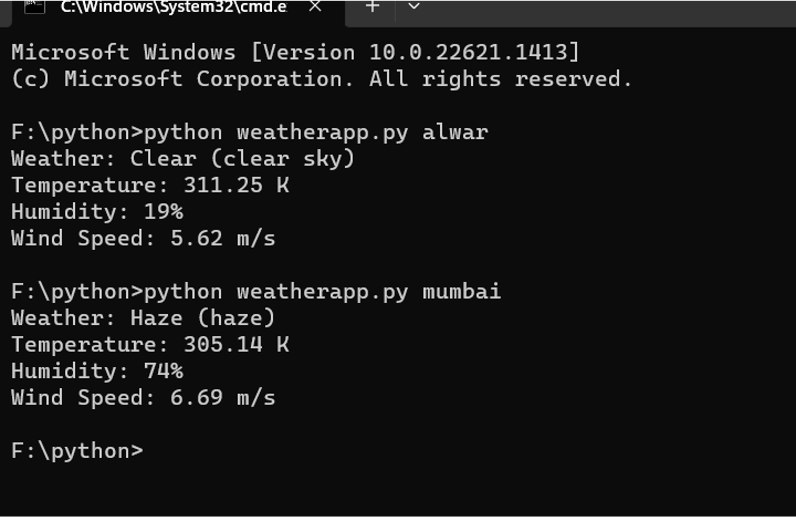 C:\Windows\System32\cmd.e
Microsoft Windows [Version 10.0.22621.1413]
(c) Microsoft Corporation. All rights reserved.
F:\python>python weatherapp.py alwar
Weather: Clear (clear sky)
Temperature: 311.25 K
Humidity: 19%
Wind Speed: 5.62 m/s
F:\python>python weatherapp.py mumbai
Weather: Haze (haze)
Temperature: 305.14 K
Humidity: 74%
Wind Speed: 6.69 m/s
F:\python>